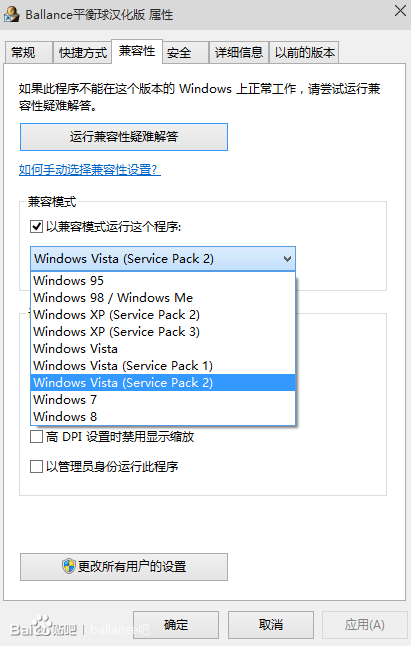 Ballance平衡球汉化版 属性
常规 快捷方式 兼容性 安全 详细信息 以前的版本
如果此程序不能在这个版本的 Windows 上正常工作，请尝试运行兼
容性疑难解答。
运行兼容性疑难解答
如何手动选择兼容性设置?
兼容模式
以兼容模式运行这个程序:
Windows Vista (Service Pack 2)
Windows 95
Windows 98 / Windows Me
Windows XP (Service Pack 2)
Windows XP (Service Pack 3)
Windows Vista
Windows Vista (Service Pack 1)
Windows Vista (Service Pack 2)
Windows 7
Windows 8
高 DPI 设置时禁用显示缩放
以管理员身份运行此程序
更改所有用户的设置
确定 取消 应用(A)
Bai贴吧 ballance吧